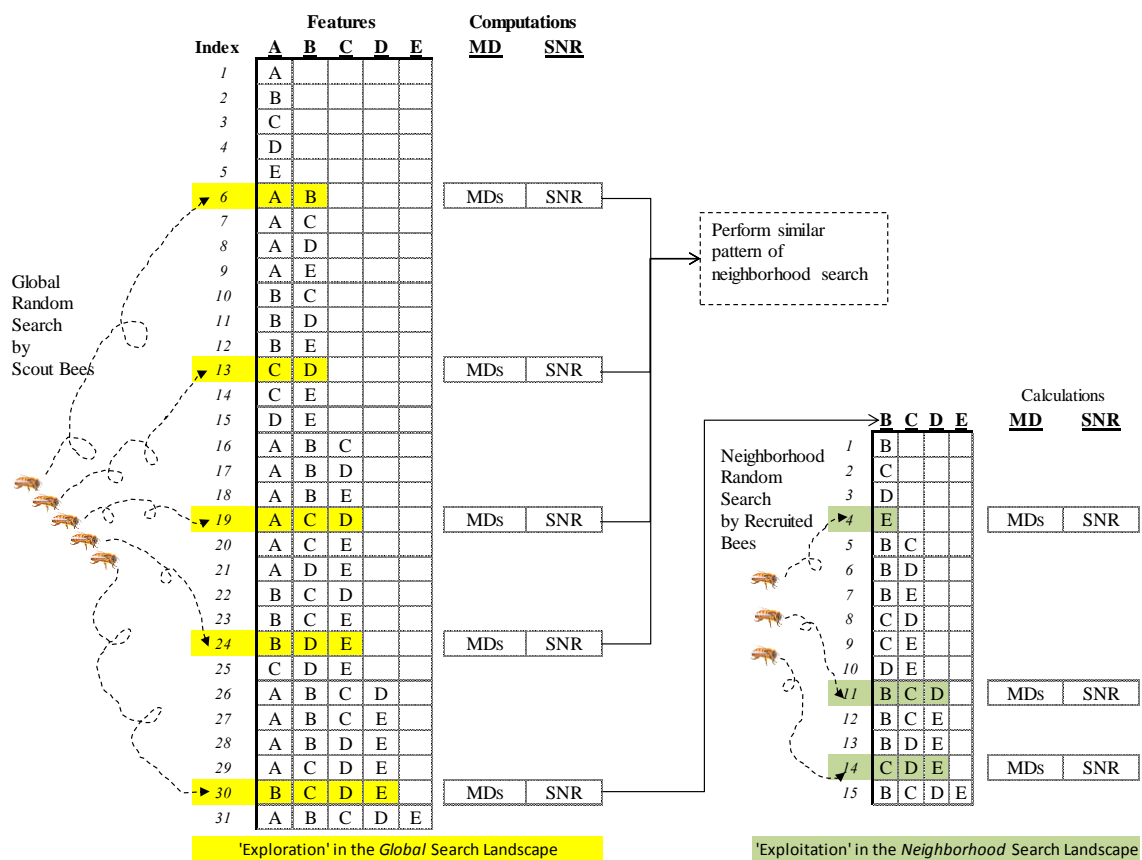 Features Computations
Index A B C D E MD SNR
1 A
2 B
3 C
4 D
5 E
6 A B MDs SNR
7 A C
8 A D
9 A E
10 B C
11 B D
12 B E
13 C D MDs SNR
14 C E
15 D E
16 A B C
17 A B D
18 A B E
19 A C D MDs SNR
20 A C E
21 A D E
22 B C D
23 B C E
24 B D E MDs SNR
25 C D E
26 A B C D
27 A B C E
28 A B D E
29 A C D E
30 B C D E MDs SNR
31 A B C D E
'Exploration' in the Global Search Landscape
Global
Random
Search
by
Scout Bees
Perform similar
pattern of
neighborhood search
Calculations
B C D E MD SNR
1 B
2 C
3 D
4 E MDs SNR
5 B C
6 B D
7 B E
8 C D
9 C E
10 D E
11 B C D MDs SNR
12 B C E
13 B D E
14 C D E MDs SNR
15 B C D E
Neighborhood
Random
Search
by Recruited
Bees
'Exploitation' in the Neighborhood Search Landscape